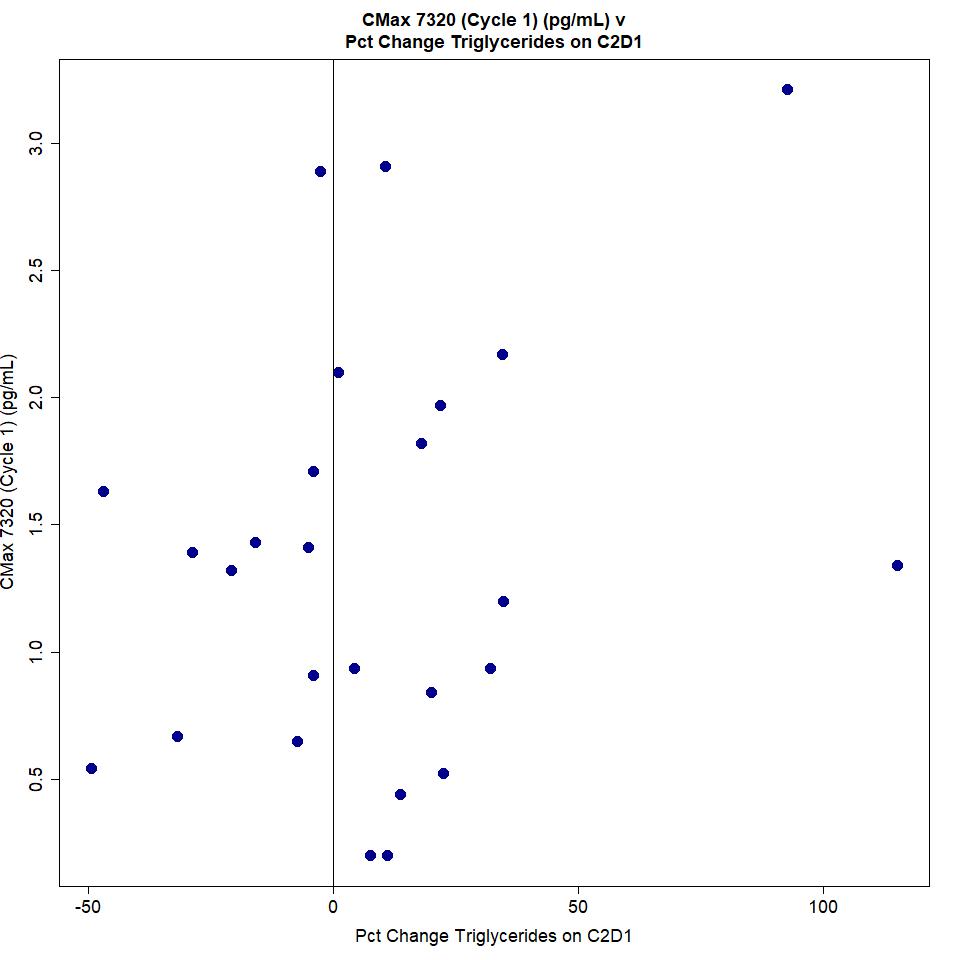 CMax 7320 (Cycle 1) (pg/mL) v
Pct Change Triglycerides on C2D1
CMax 7320 (Cycle 1) (pg/mL)
3.0
2.5
2.0
1.5
1.0
0.5
-50
0
50
100
Pct Change Triglycerides on C2D1